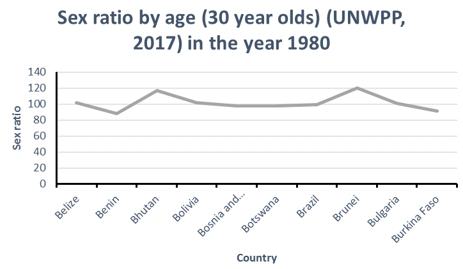 Sex ratio by age (30 year olds) (UNWPP,
2017) in the year 1980
Sex ratio
140
120
100
80
60
40
20
0
Belize
Benin
Bhutan
Bolivia
Bosnia and...
Botswana
Brazil
Brunei
Bulgaria
Burkina Faso
Country